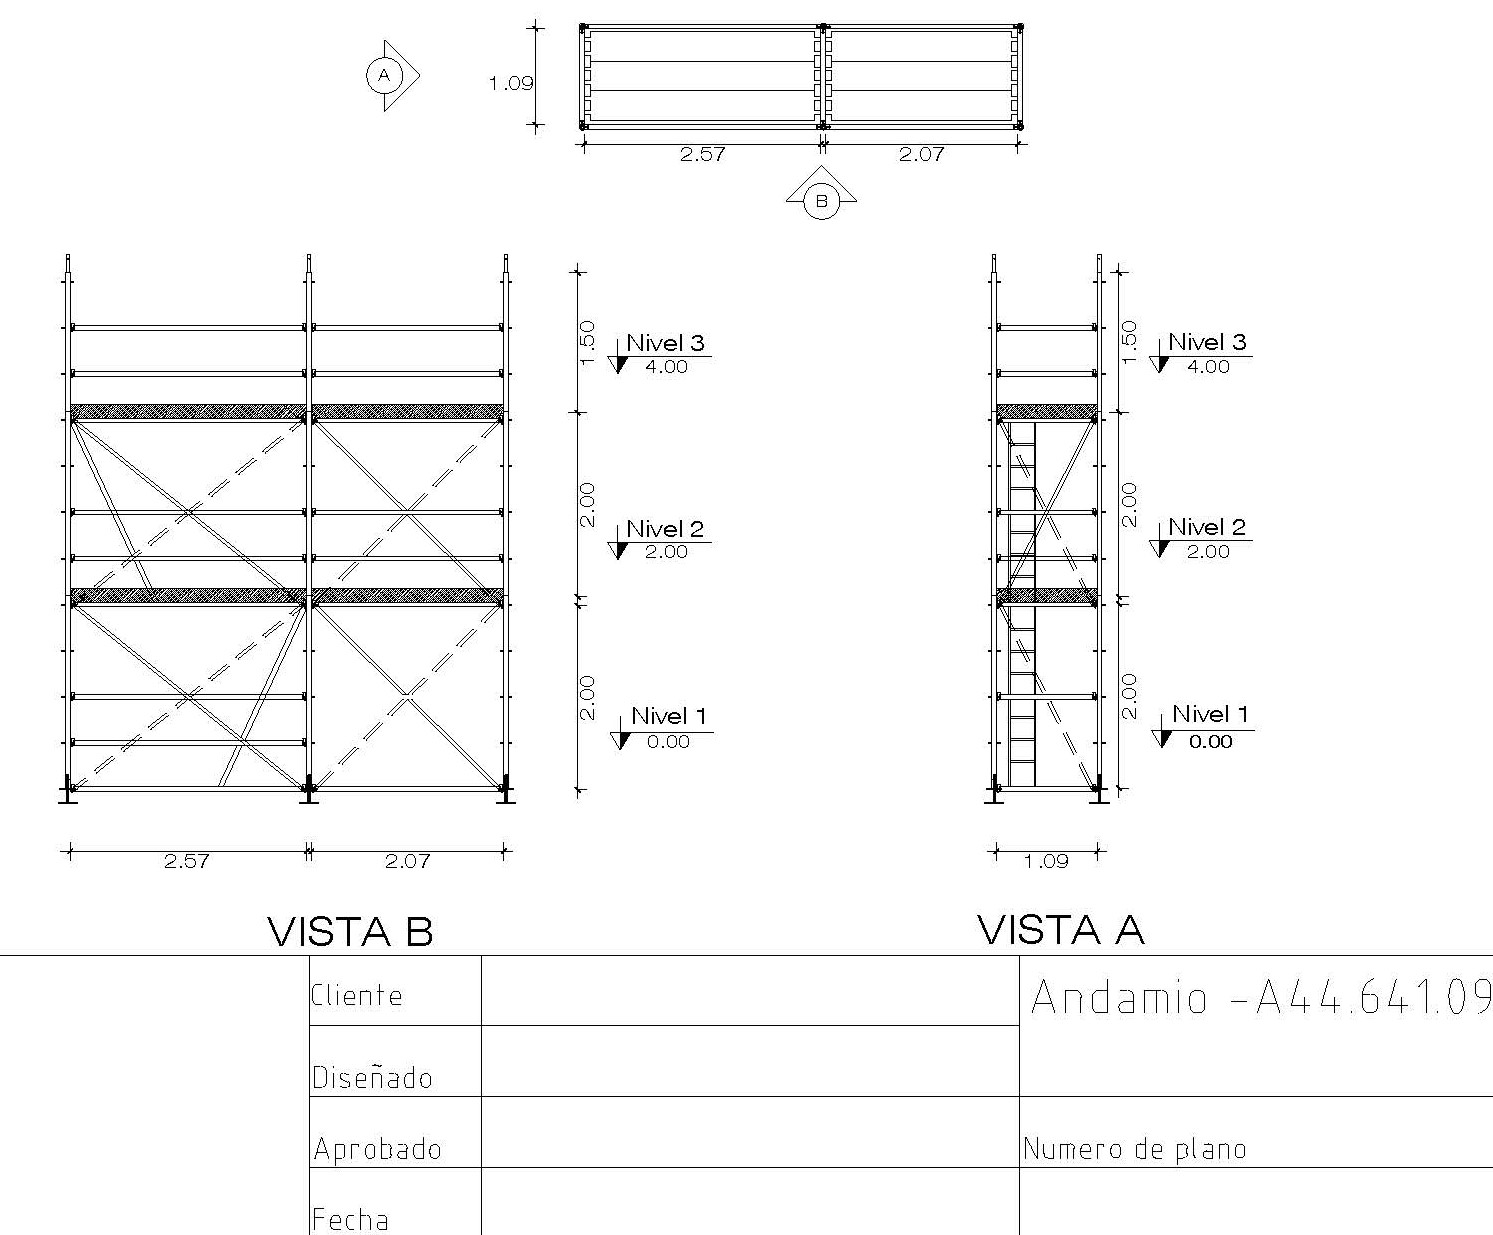 A
1.09
2.57
2.07
B
1.50
Nivel 3
4.00
2.00
Nivel 2
2.00
2.00
Nivel 1
0.00
2.57
2.07
VISTA B
1.50
Nivel 3
4.00
2.00
Nivel 2
2.00
2.00
Nivel 1
0.00
1.09
VISTA A
Cliente
Andamio -A44.641.09
Diseñado
Aprobado
Numero de plano
Fecha